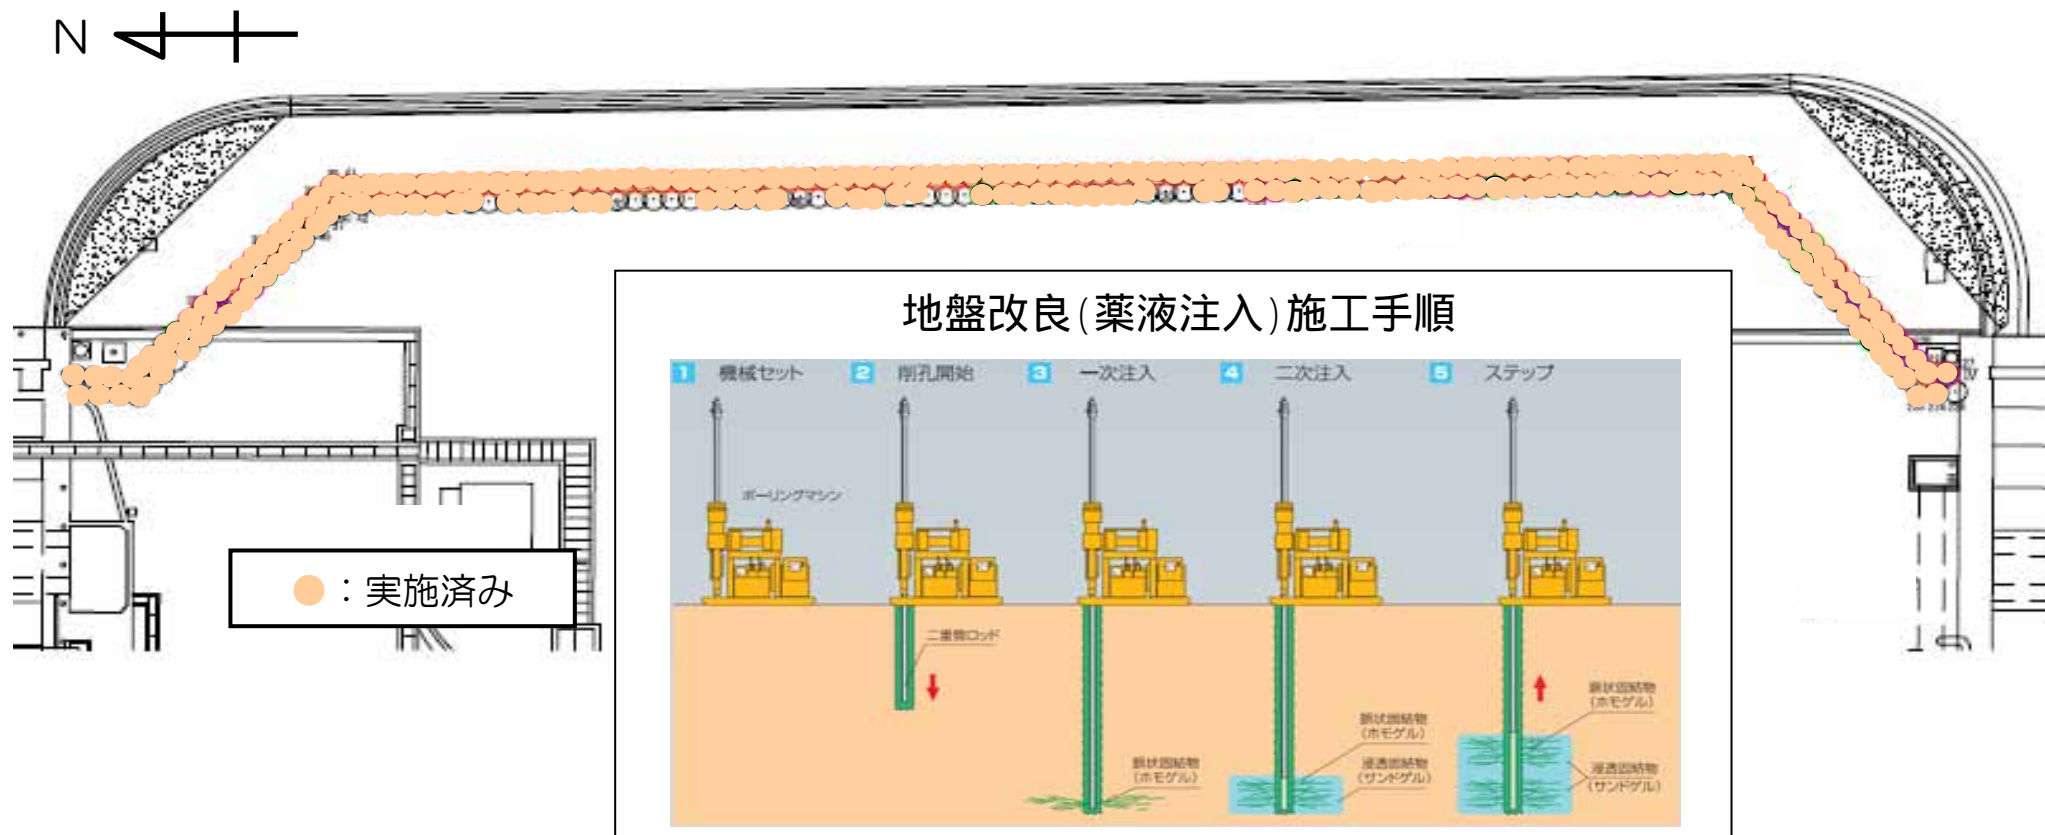 N
地盤改良(薬液注入)施工手順
1 機械セット 2 削孔開始 3 一次注入 4 二次注入 5 ステップ
ボーリングマシン
:実施済み
二重管ロッド
脈状固結物
(ホモゲル)
脈状固結物
(ホモゲル)
浸透固結物
(サンドゲル)
脈状固結物
(ホモゲル)
浸透固結物
(サンドゲル)